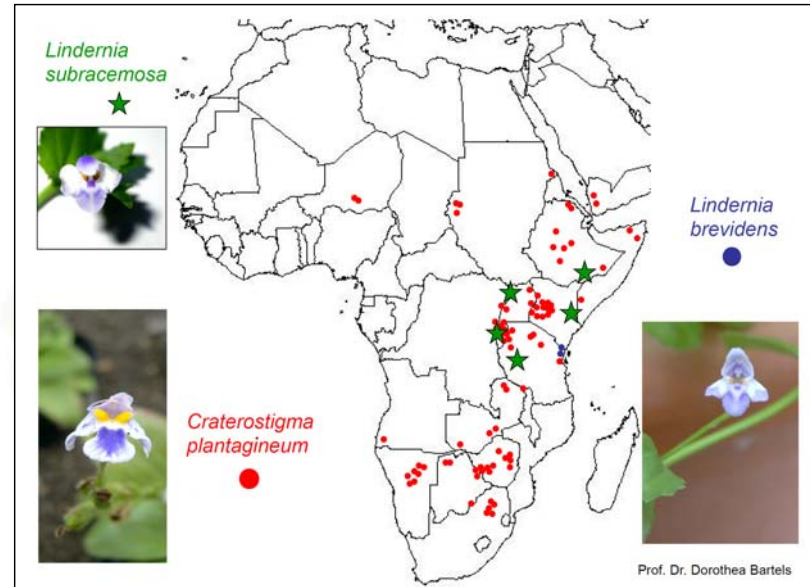 Lindernia
subracemosa
Lindernia
brevidens
Craterostigma
plantagineum
Prof. Dr. Dorothea Bartels